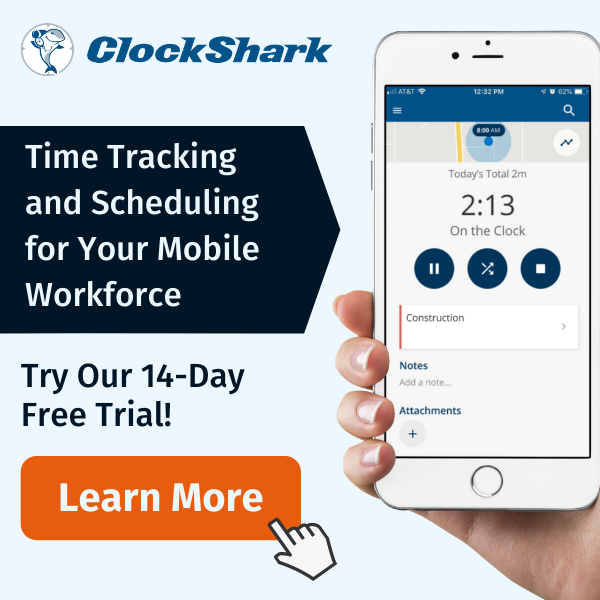 ClockShark
Time Tracking
and Scheduling
for Your Mobile
Workforce
Try Our 14-Day
Free Trial!
Learn More
AT&T
12:32 PM
62%
8:00 AM
Today's Total 2m
2:13
On the Clock
Construction
Notes
Add a note...
Attachments